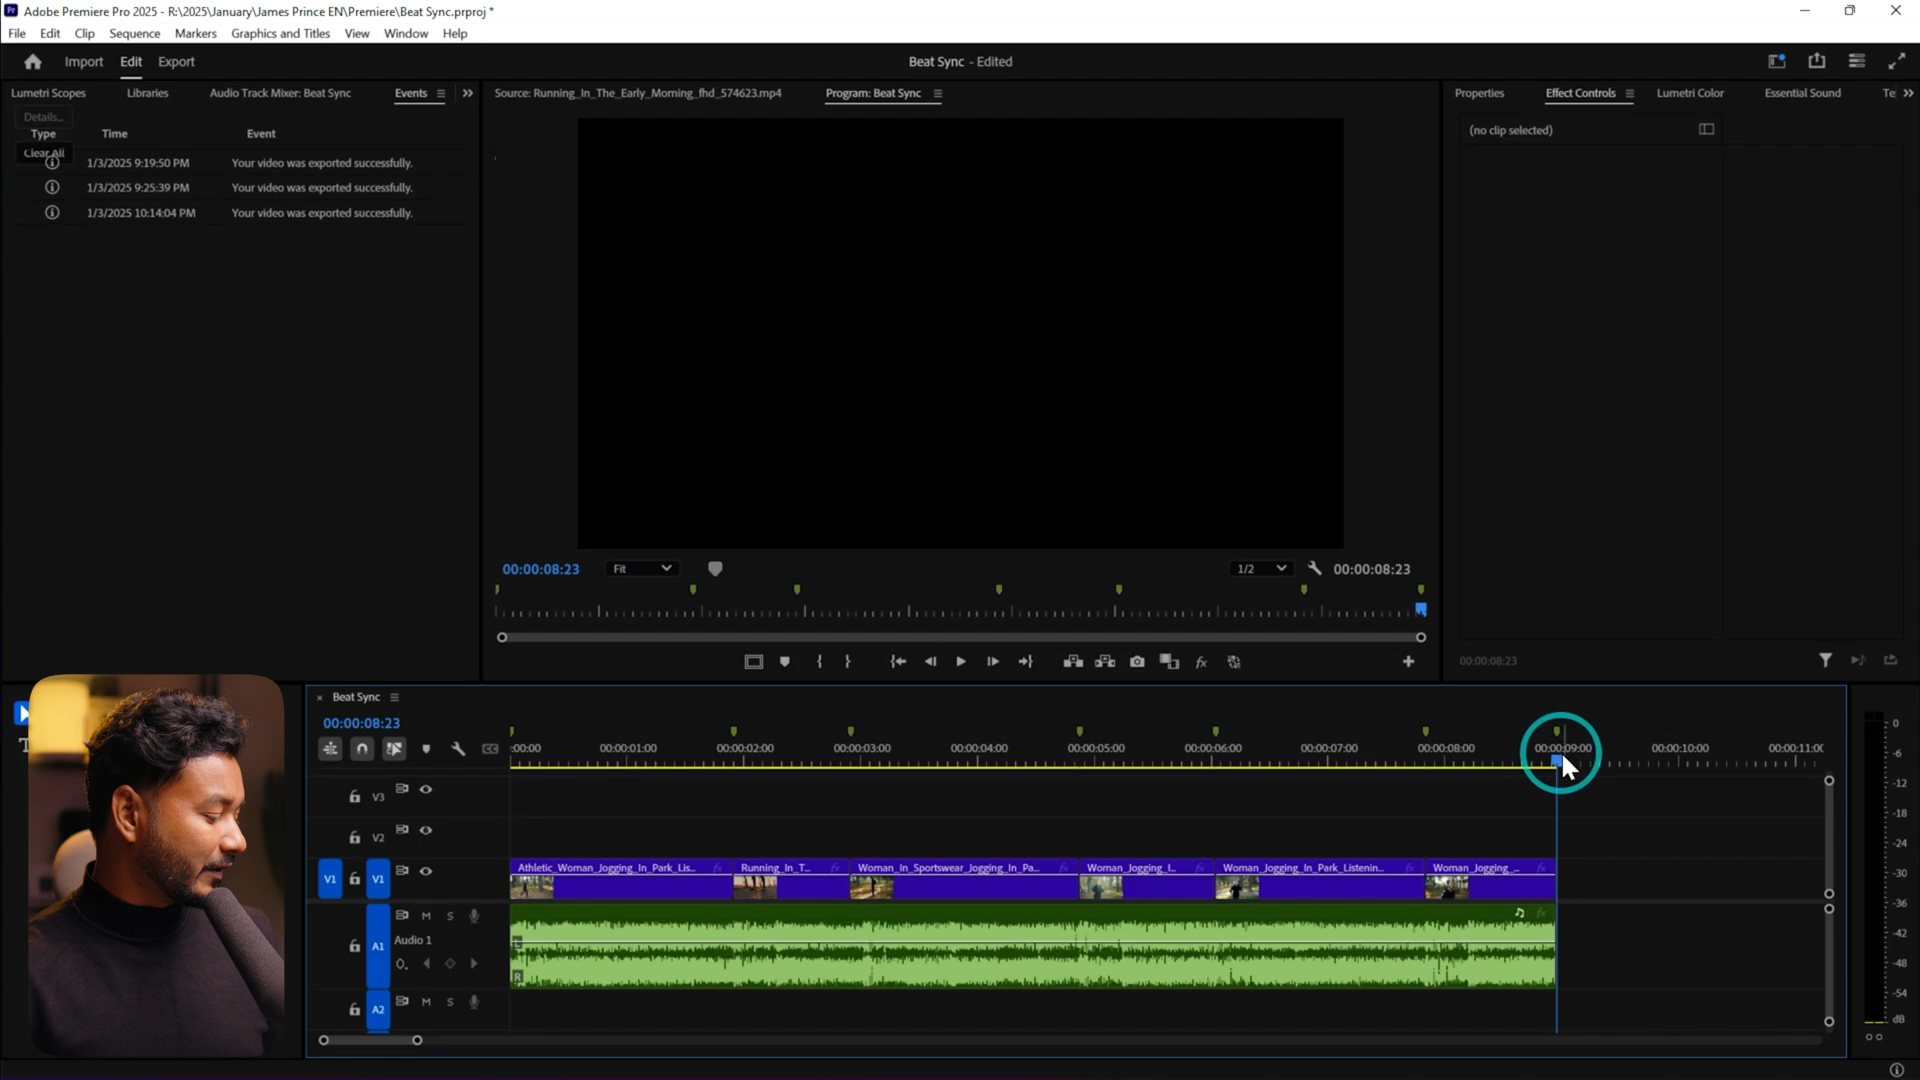 Adobe Premiere Pro 2025 - R:\2025\January\James Prince EN\Premiere\Beat Sync.prproj *
File Edit Clip Sequence Markers Graphics and Titles View Window Help
Import Edit Export
Beat Sync - Edited
Lumetri Scopes Libraries Audio Track Mixer: Beat Sync Events
Source: Running_In_The_Early_Morning_fhd_574623.mp4 Program: Beat Sync
Properties Effect Controls Lumetri Color Essential Sound Te
Details...
Type Time Event
(no clip selected)
Clear All
1/3/2025 9:19:50 PM Your video was exported successfully.
1/3/2025 9:25:39 PM Your video was exported successfully.
1/3/2025 10:14:04 PM Your video was exported successfully.
00:00:08:23 Fit 1/2 00:00:08:23
00:00:08:23
Beat Sync
00:00:08:23
:00:00 00:00:01:00 00:00:02:00 00:00:03:00 00:00:04:00 00:00:05:00 00:00:06:00 00:00:07:00 00:00:08:00 00:00:09:00 00:00:10:00 00:00:11:0
V3
V2
V1 V1
Athletic_Woman_Jogging_In_Park_Lis... fx Running_In_T... fx Woman_In_Sportswear_Jogging_In_Pa... fx Woman_Jogging_I... fx Woman_Jogging_In_Park_Listenin... fx Woman_Jogging_... fx
M S
A1 Audio 1
L
R
A2 M S
0
-6
-12
-18
-24
-30
-36
-42
-48
-54
dB